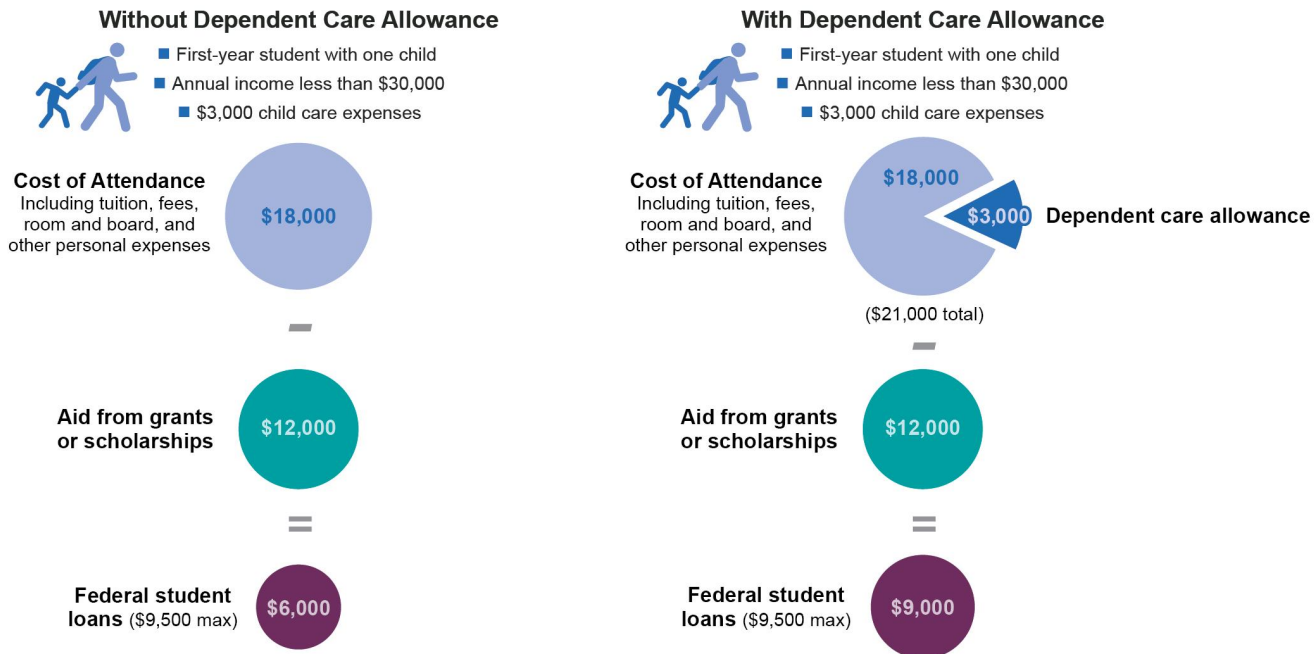 Without Dependent Care Allowance
First-year student with one child
Annual income less than $30,000
$3,000 child care expenses
Cost of Attendance
Including tuition, fees,
room and board, and
other personal expenses
$18,000
-
Aid from grants
or scholarships
$12,000
=
Federal student
loans ($9,500 max)
$6,000
With Dependent Care Allowance
First-year student with one child
Annual income less than $30,000
$3,000 child care expenses
Cost of Attendance
Including tuition, fees,
room and board, and
other personal expenses
$18,000
$3,000
Dependent care allowance
($21,000 total)
-
Aid from grants
or scholarships
$12,000
=
Federal student
loans ($9,500 max)
$9,000